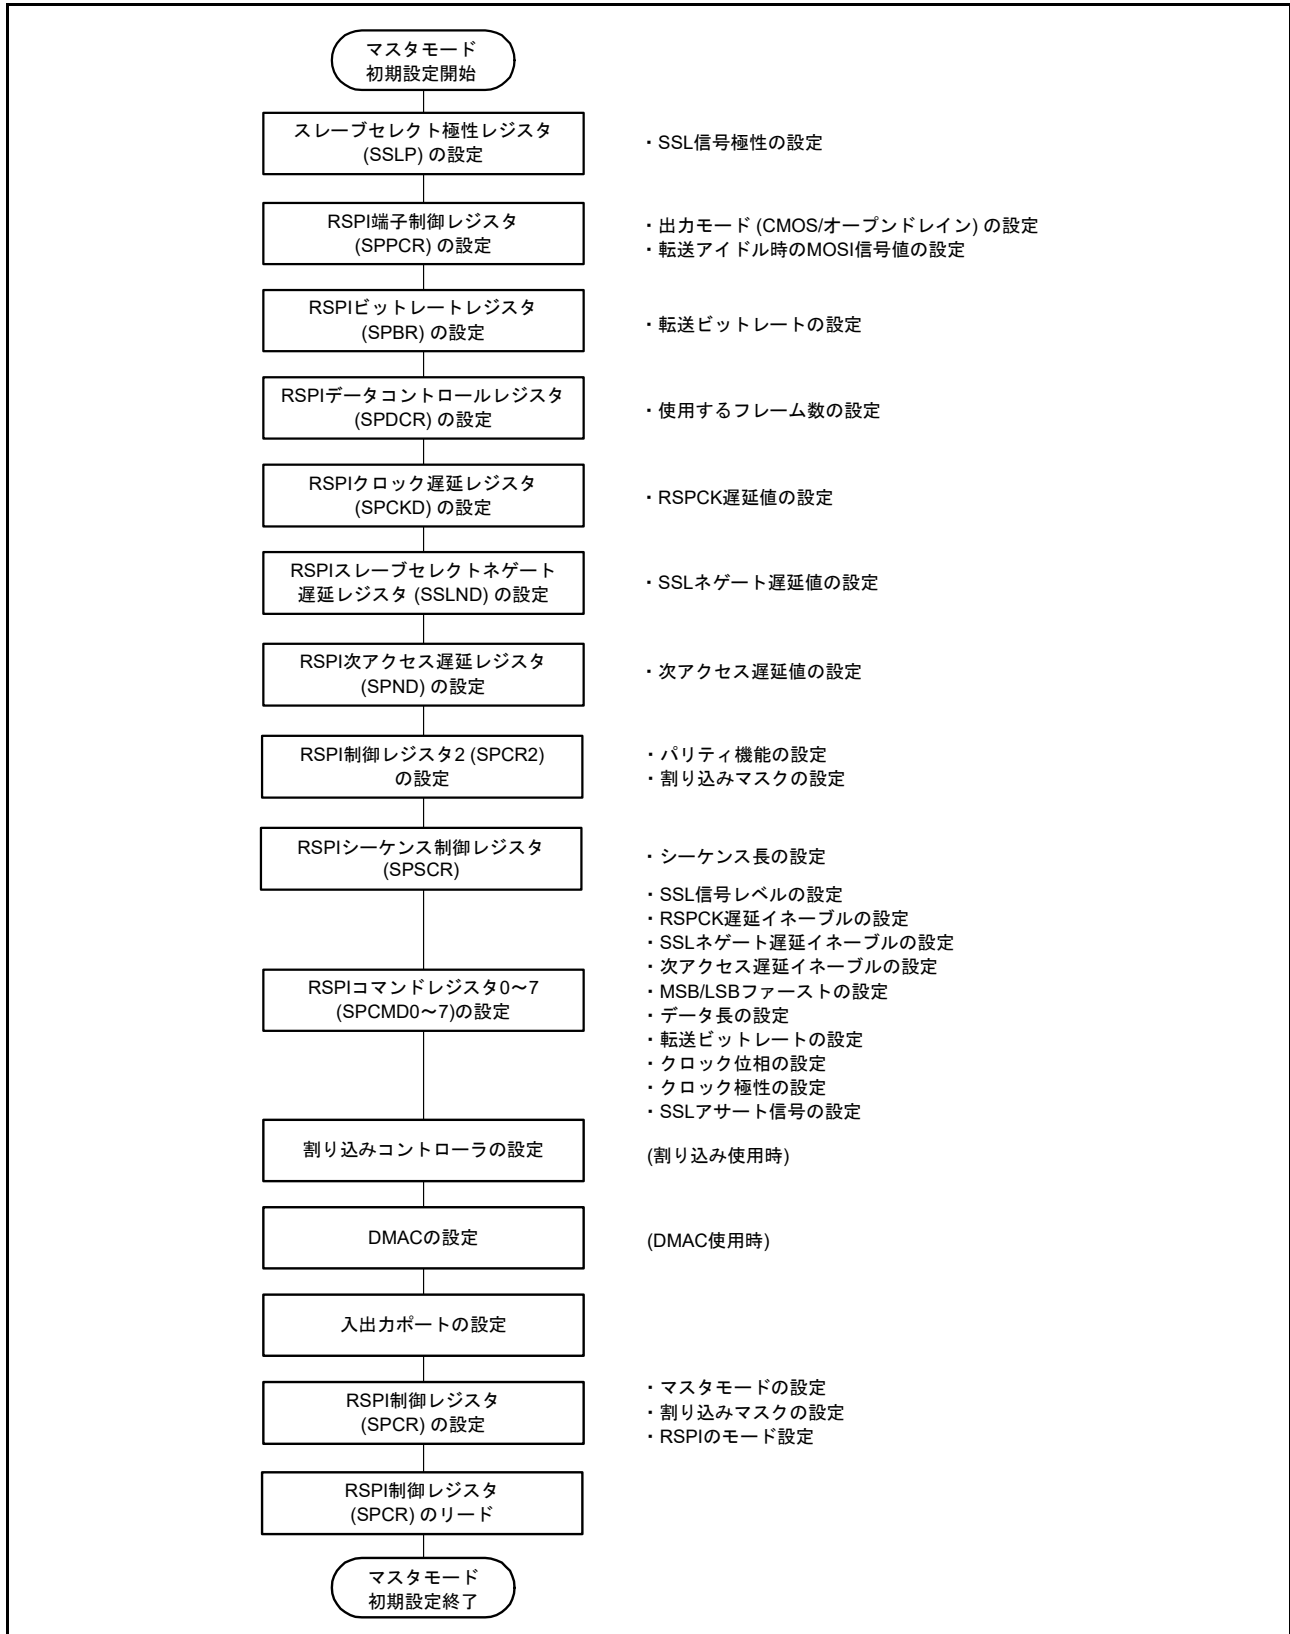 マスタモード
初期設定開始
スレーブセレクト極性レジスタ
(SSLP) の設定
・SSL信号極性の設定
RSPI端子制御レジスタ
(SPPCR) の設定
・出力モード (CMOS/オープンドレイン) の設定
・転送アイドル時のMOSI信号値の設定
RSPIビットレートレジスタ
(SPBR) の設定
・転送ビットレートの設定
RSPIデータコントロールレジスタ
(SPDCR) の設定
・使用するフレーム数の設定
RSPIクロック遅延レジスタ
(SPCKD) の設定
・RSPCK遅延値の設定
RSPIスレーブセレクトネゲート
遅延レジスタ (SSLND) の設定
・SSLネゲート遅延値の設定
RSPI次アクセス遅延レジスタ
(SPND) の設定
・次アクセス遅延値の設定
RSPI制御レジスタ2 (SPCR2)
の設定
・パリティ機能の設定
・割り込みマスクの設定
RSPIシーケンス制御レジスタ
(SPSCR)
・シーケンス長の設定
RSPIコマンドレジスタ0～7
(SPCMD0～7)の設定
・SSL信号レベルの設定
・RSPCK遅延イネーブルの設定
・SSLネゲート遅延イネーブルの設定
・次アクセス遅延イネーブルの設定
・MSB/LSBファーストの設定
・データ長の設定
・転送ビットレートの設定
・クロック位相の設定
・クロック極性の設定
・SSLアサート信号の設定
割り込みコントローラの設定
(割り込み使用時)
DMACの設定
(DMAC使用時)
入出力ポートの設定
RSPI制御レジスタ
(SPCR) の設定
・マスタモードの設定
・割り込みマスクの設定
・RSPIのモード設定
RSPI制御レジスタ
(SPCR) のリード
マスタモード
初期設定終了